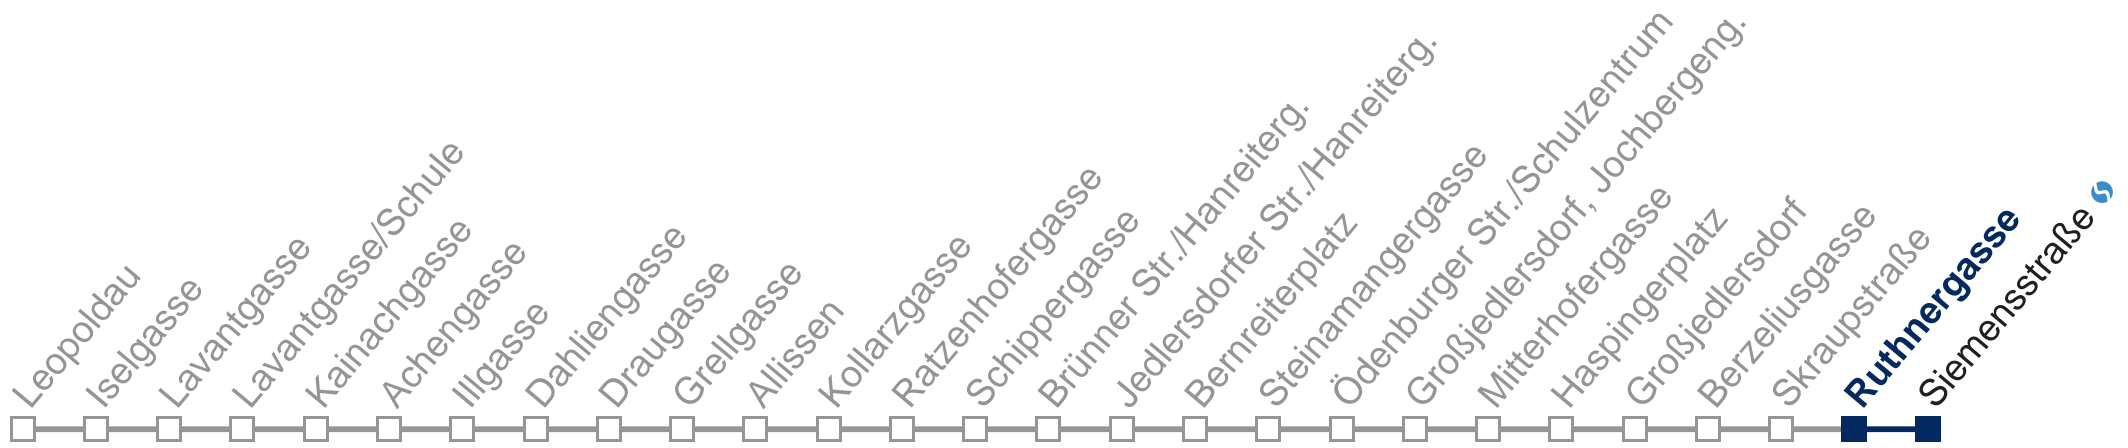 Leopoldau
Iselgasse
Lavantgasse
Lavantgasse/Schule
Kainachgasse
Achengasse
Illgasse
Dahliengasse
Draugasse
Grellgasse
Allissen
Kollarzgasse
Ratzenhofergasse
Schippergasse
Brünner Str./Hanreiterg.
Jedlersdorfer Str./Hanreiterg.
Bernreiterplatz
Steinamangergasse
Ödenburger Str./Schulzentrum
Großjedlersdorf, Jochbergeng.
Mitterhofergasse
Haspingerplatz
Großjedlersdorf
Berzeliusgasse
Skraupstraße
Ruthnergasse
Siemensstraße